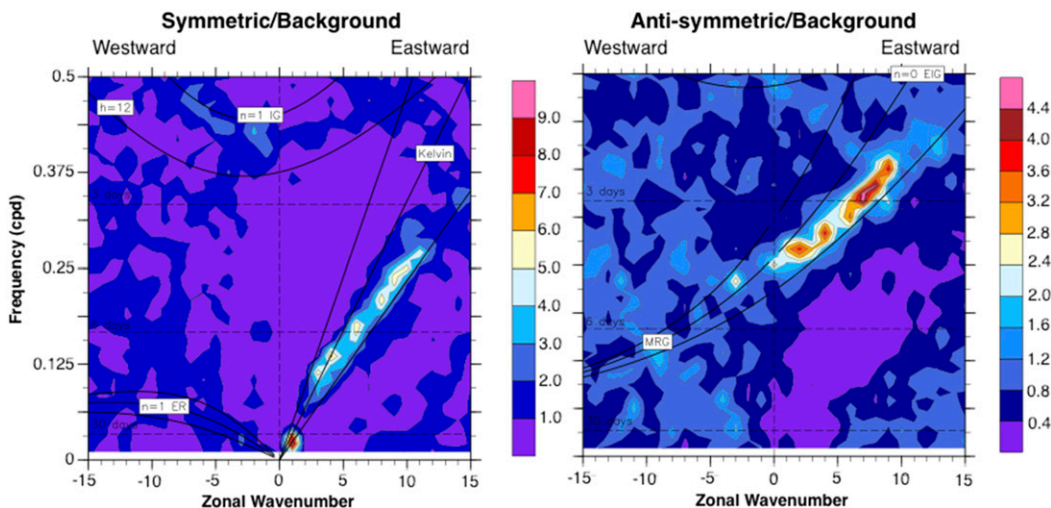 Symmetric/Background
Westward
Eastward
Frequency (cpd)
0.5
0.375
0.25
0.125
0
h=12
n=1 IG
Kelvin
3 days
6 days
n=1 ER
30 days
-15
-10
-5
0
5
10
15
Zonal Wavenumber
9.0
8.0
7.0
6.0
5.0
4.0
3.0
2.0
1.0
Anti-symmetric/Background
Westward
Eastward
n=0 EIG
3 days
6 days
MRG
30 days
-15
-10
-5
0
5
10
15
Zonal Wavenumber
4.4
4.0
3.6
3.2
2.8
2.4
2.0
1.6
1.2
0.8
0.4